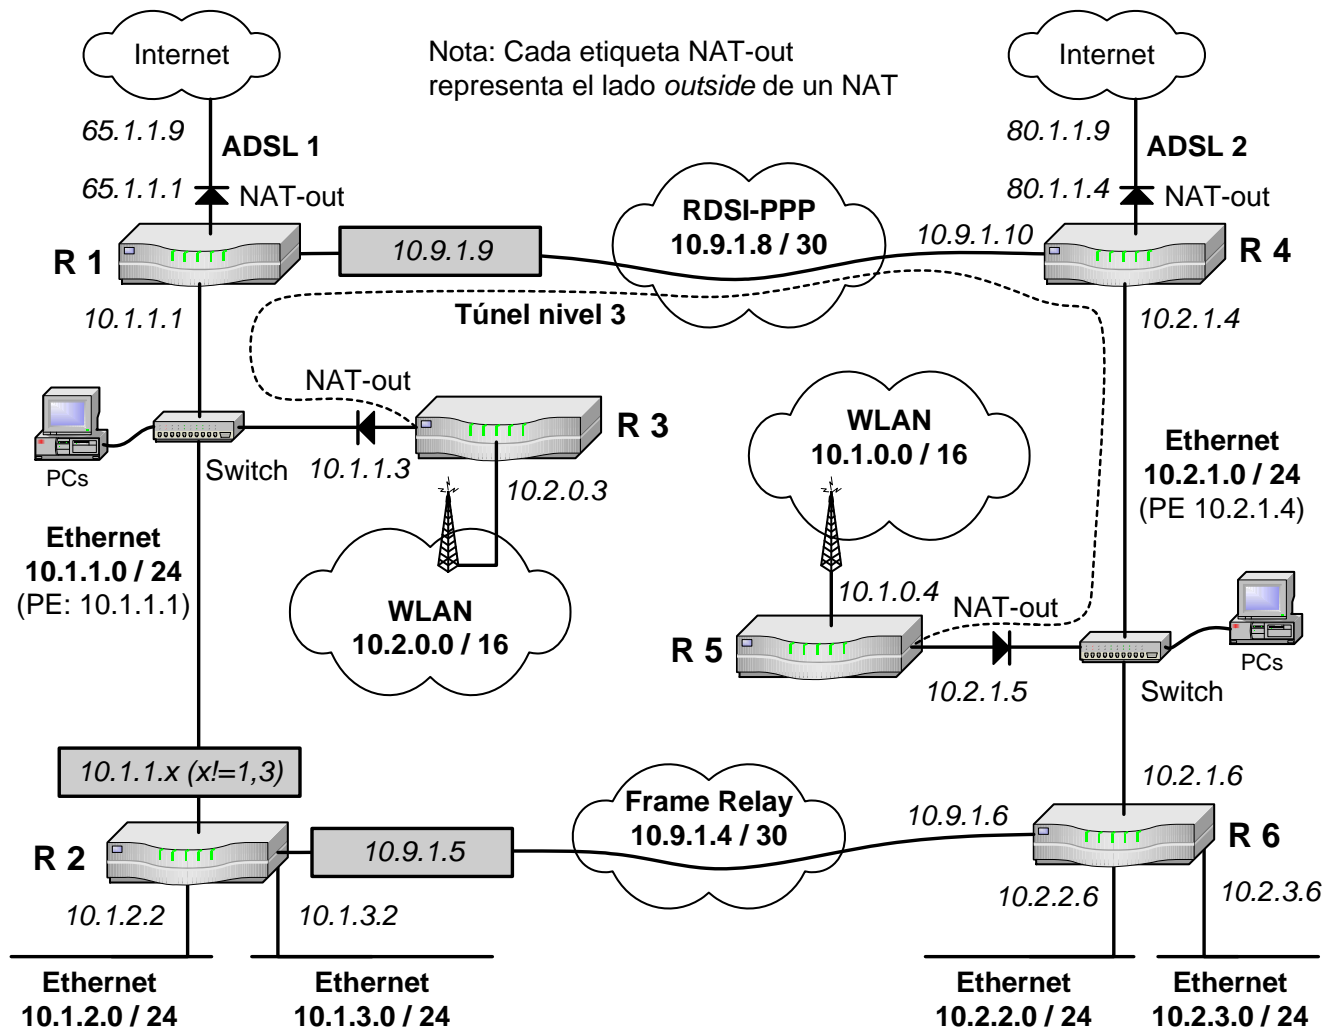 Internet
Nota: Cada etiqueta NAT-out
representa el lado outside de un NAT
Internet
65.1.1.9
ADSL 1
80.1.1.9
ADSL 2
65.1.1.1
NAT-out
80.1.1.4
NAT-out
RDSI-PPP
10.9.1.8 / 30
R 1
10.9.1.9
10.9.1.10
R 4
10.1.1.1
Túnel nivel 3
10.2.1.4
NAT-out
R 3
PCs
Switch
10.1.1.3
10.2.0.3
WLAN
10.1.0.0 / 16
Ethernet
10.2.1.0 / 24
(PE 10.2.1.4)
Ethernet
10.1.1.0 / 24
(PE: 10.1.1.1)
WLAN
10.2.0.0 / 16
10.1.0.4
NAT-out
R 5
10.2.1.5
Switch
PCs
10.1.1.x (x!=1,3)
10.2.1.6
Frame Relay
10.9.1.4 / 30
R 2
10.9.1.5
10.9.1.6
R 6
10.1.2.2
10.1.3.2
10.2.2.6
10.2.3.6
Ethernet
10.1.2.0 / 24
Ethernet
10.1.3.0 / 24
Ethernet
10.2.2.0 / 24
Ethernet
10.2.3.0 / 24